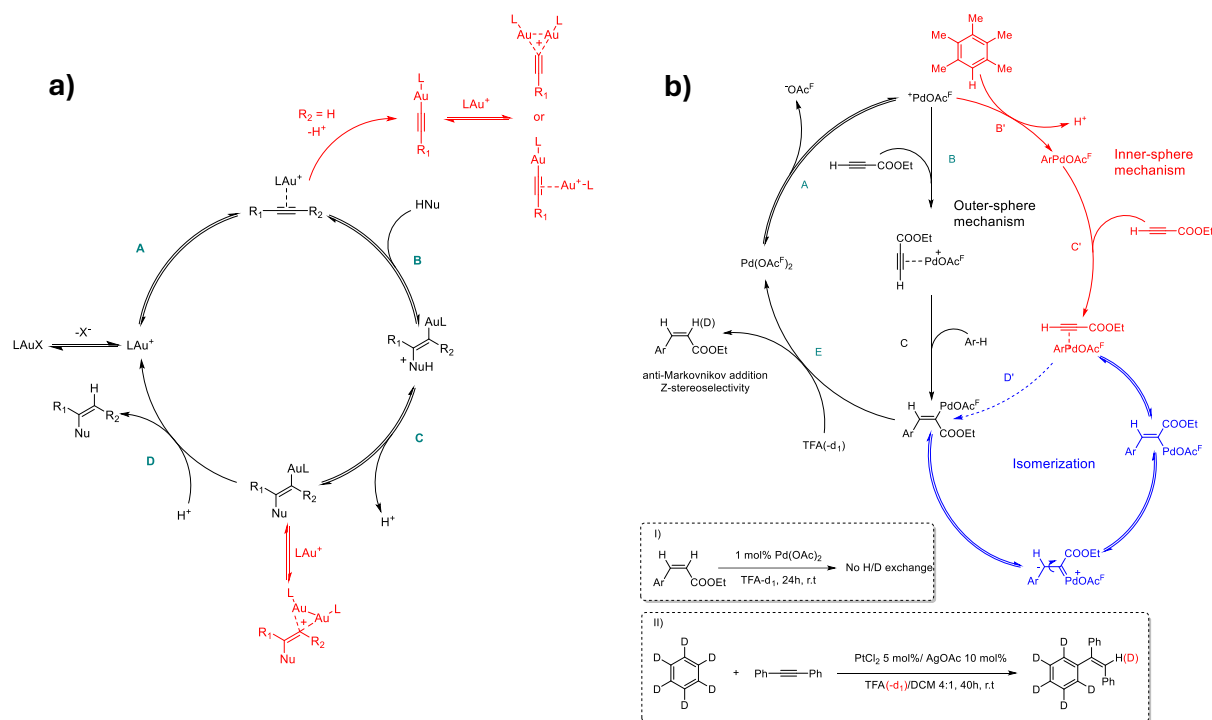 a)
L
L
Au
Au
+
R1
L
Au
R1
R2 = H
-H+
LAu+
or
L
Au
Au+-L
R1
LAu+
R1
R2
HNu
A
B
AuL
R1
R2
+
NuH
LAuX
-X-
LAu+
H
R1
R2
Nu
D
C
AuL
R1
R2
Nu
H+
H+
LAu+
L
L
Au
Au
+
R1
R2
Nu
b)
Me
Me
Me
Me
Me
H
-OAcF
+PdOAcF
B'
H+
ArPdOAcF
Inner-sphere
mechanism
A
B
H
OEt
O
Outer-sphere
mechanism
C'
H
COOEt
COOEt
+
PdOAcF
H
Pd(OAcF)2
H
H(D)
Ar
COOEt
anti-Markovnikov addition
Z-stereoselectivity
E
C
Ar-H
H
COOEt
ArPdOAcF
D'
H
PdOAcF
Ar
COOEt
TFA(-d1)
H
COOEt
Ar
PdOAcF
Isomerization
H
COOEt
-
+
Ar
PdOAcF
I)
H
H
Ar
COOEt
1 mol% Pd(OAc)2
TFA-d1, 24h, r.t
No H/D exchange
II)
D
D
D
D
D
D
+
Ph
Ph
PtCl2 5 mol%/ AgOAc 10 mol%
TFA(-d1)/DCM 4:1, 40h, r.t
D
Ph
D
H(D)
D
D
Ph
D